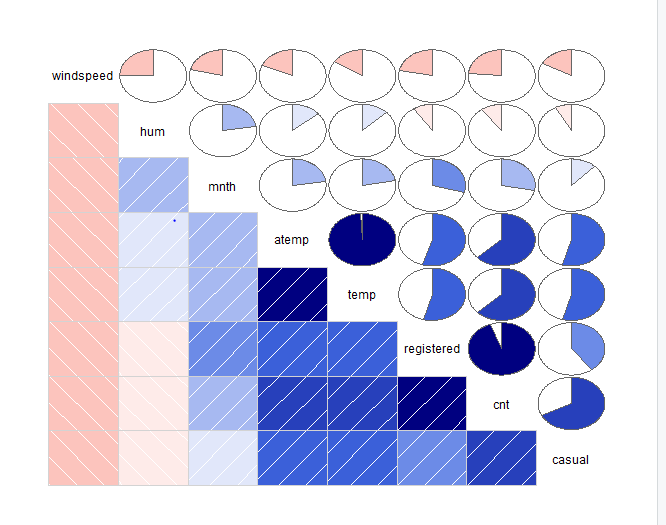 windspeed
hum
mnth
atemp
temp
registered
cnt
casual